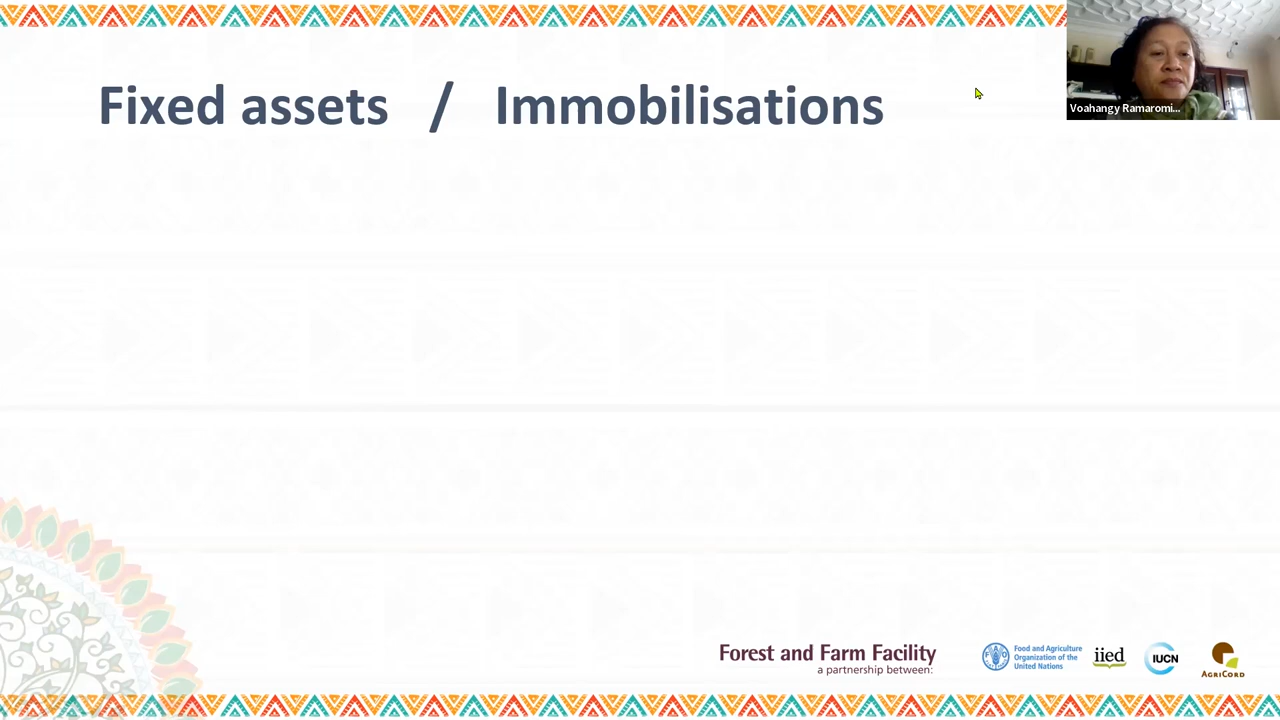 Fixed assets / Immobilisations
Voahangy Ramaromi...
Forest and Farm Facility
a partnership between:
Food and Agriculture
Organization of the
United Nations
iied
IUCN
AGRICORD